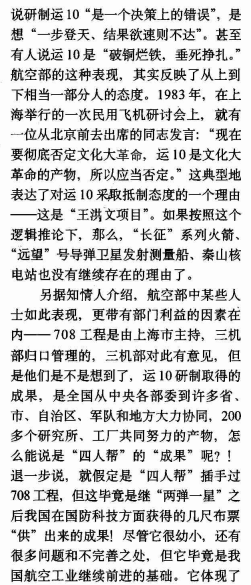 说研制运10“是一个决策上的错误”，是
想“一步登天、结果欲速则不达”。甚至
有人说运10是“破铜烂铁，垂死挣扎。”
航空部的这种表现，其实反映了从上到
下相当一部分人的态度。1983年，在上
海举行的一次民用飞机研讨会上，就有
一位从北京前去出席的同志发言：“现在
要彻底否定文化大革命，运10是文化大
革命的产物，所以应当否定。”这典型地
表达了对运10采取抵制态度的一个理由
——这是“王洪文项目”。如果按照这个
逻辑推论下，那么，“长征”系列火箭、
“远望”号导弹卫星发射测量船、秦山核
电站也没有继续存在的理由了。
另据知情人介绍，航空部中某些人
士如此表现，更带有部门利益的因素在
内——708工程是由上海市主持，三机
部归口管理的，三机部对此有意见，但
是他们是不是想到了，运10研制取得的
成果，是全国从中央各部委到许多省、
市、自治区、军队和地方大力协同，200
多个研究所、工厂共同努力的产物，怎
么能说是“四人帮”的“成果”呢？！
退一步说，就假定是“四人帮”插手过
708工程，但这毕竟是继“两弹一星”之
后我国在国防科技方面获得的几尺布票
“供”出来的成果！尽管它很幼小，还有
很多问题和不完善之处，但它毕竟是我
国航空工业继续前进的基础。它体现了